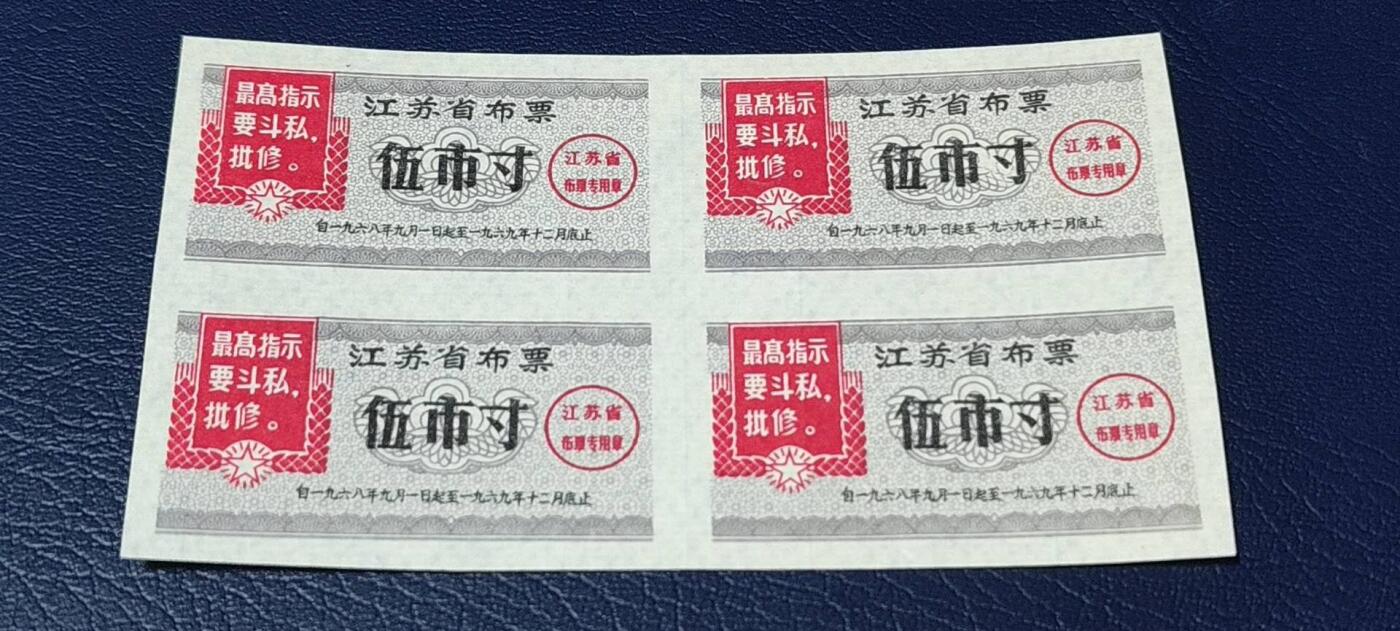 最高指示
要斗私,
批修。
江苏省布票
伍市寸
江苏省
布票专用章
自一九六八年九月一日起至一九六九年十二月底止
最高指示
要斗私,
批修。
江苏省布票
伍市寸
江苏省
布票专用章
自一九六八年九月一日起至一九六九年十二月底止
最高指示
要斗私,
批修。
江苏省布票
伍市寸
江苏省
布票专用章
自一九六八年九月一日起至一九六九年十二月底止
最高指示
要斗私,
批修。
江苏省布票
伍市寸
江苏省
布票专用章
自一九六八年九月一日起至一九六九年十二月底止